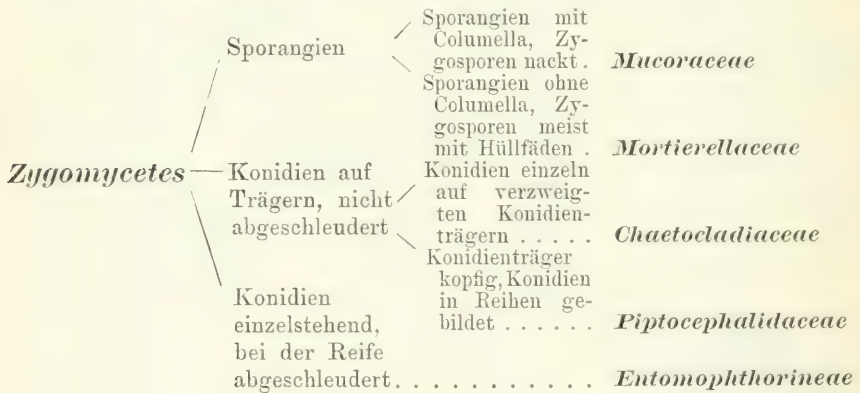 Zygomycetes
Sporangien
Sporangien mit
Columella, Zy-
gosporen nackt . Mucoraceae
Sporangien ohne
Columella, Zy-
gosporen meist
mit Hüllfäden . Mortierellaceae
Konidien auf
Trägern, nicht
abgeschleudert
Konidien einzeln
auf verzweig-
ten Konidien-
trägern . . . . . Chaetocladiaceae
Konidienträger
kopfig, Konidien
in Reihen ge-
bildet . . . . . . Piptocephalidaceae
Konidien
einzelstehend,
bei der Reife
abgeschleudert. . . . . . . . . . . . Entomophthorineae